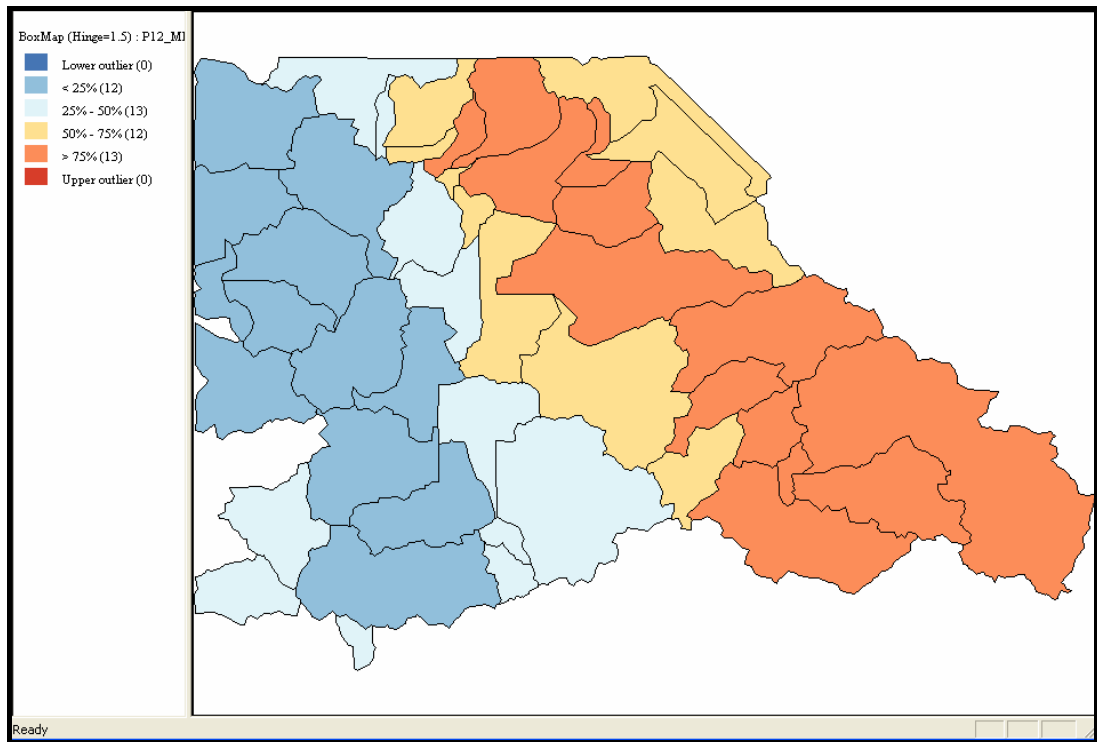 BoxMap (Hinge=1.5) : P12_MI
Lower outlier (0)
< 25% (12)
25% - 50% (13)
50% - 75% (12)
> 75% (13)
Upper outlier (0)
Ready